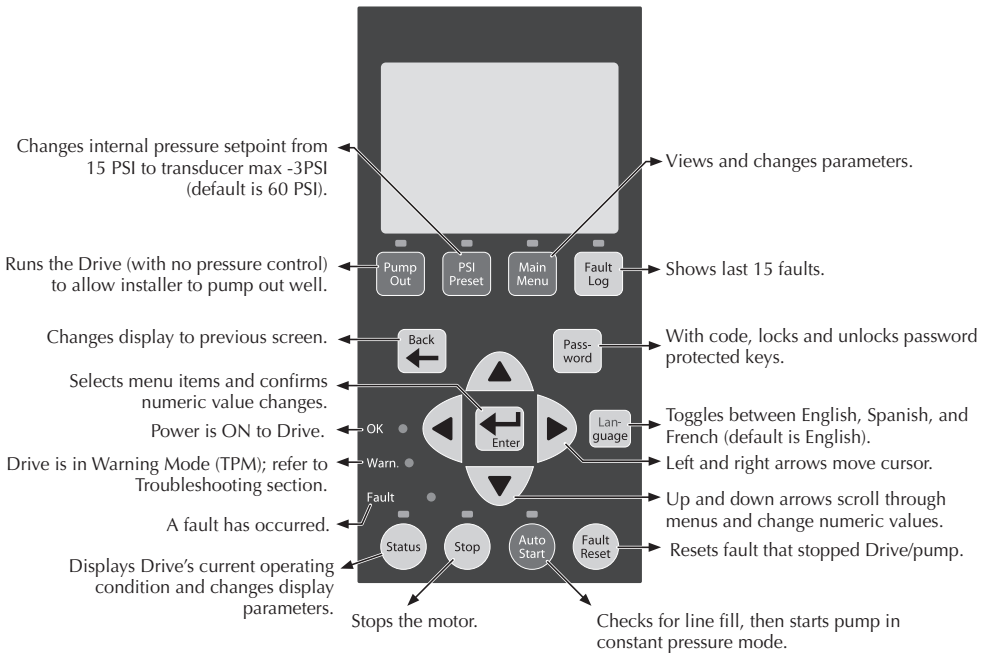 Changes internal pressure setpoint from
15 PSI to transducer max -3PSI
(default is 60 PSI).
Views and changes parameters.
Runs the Drive (with no pressure control)
to allow installer to pump out well.
Pump
Out
PSI
Preset
Main
Menu
Fault
Log
Shows last 15 faults.
Changes display to previous screen.
Back
Pass-
word
With code, locks and unlocks password
protected keys.
Selects menu items and confirms
numeric value changes.
Enter
Lan-
guage
Toggles between English, Spanish, and
French (default is English).
Power is ON to Drive.
OK
Left and right arrows move cursor.
Drive is in Warning Mode (TPM); refer to
Troubleshooting section.
Warn.
Up and down arrows scroll through
menus and change numeric values.
Fault
A fault has occurred.
Status
Stop
Auto
Start
Fault
Reset
Resets fault that stopped Drive/pump.
Displays Drive's current operating
condition and changes display
parameters.
Stops the motor.
Checks for line fill, then starts pump in
constant pressure mode.